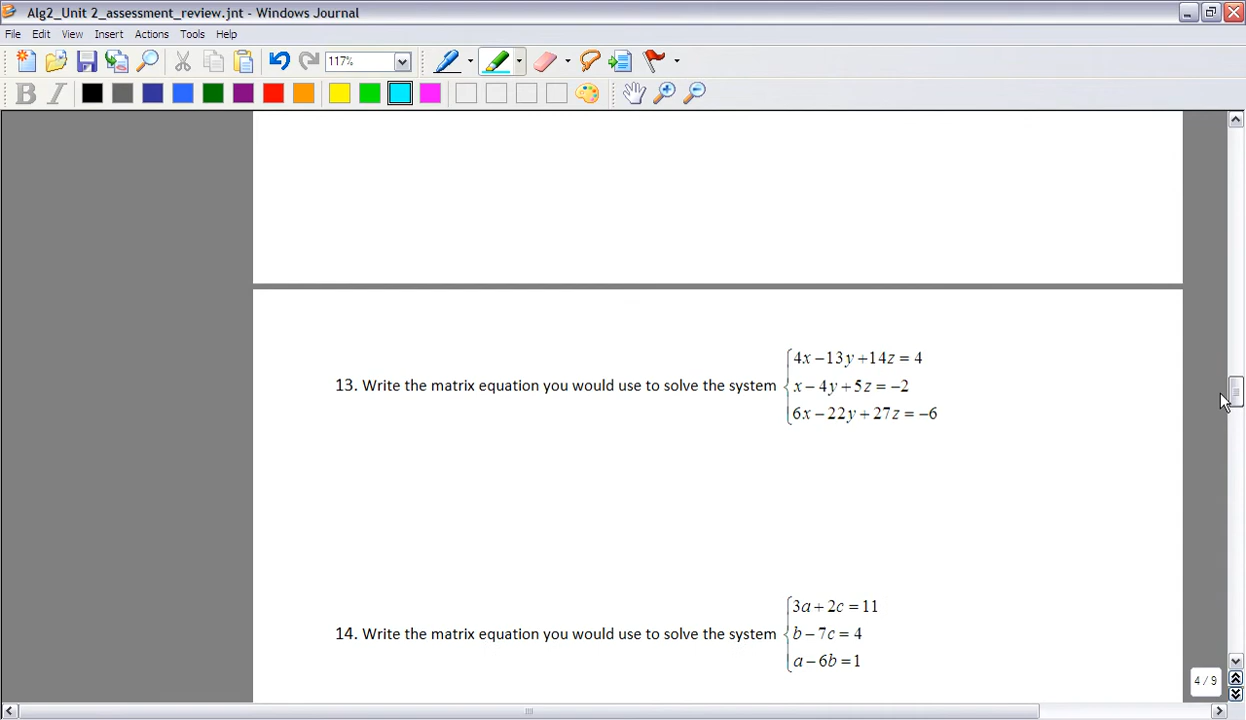 Alg2_Unit 2_assessment_review.jnt - Windows Journal
File Edit View Insert Actions Tools Help
117%
B I
13. Write the matrix equation you would use to solve the system
4x − 13y + 14z = 4
x − 4y + 5z = −2
6x − 22y + 27z = −6
14. Write the matrix equation you would use to solve the system
3a + 2c = 11
b − 7c = 4
a − 6b = 1
4 / 9